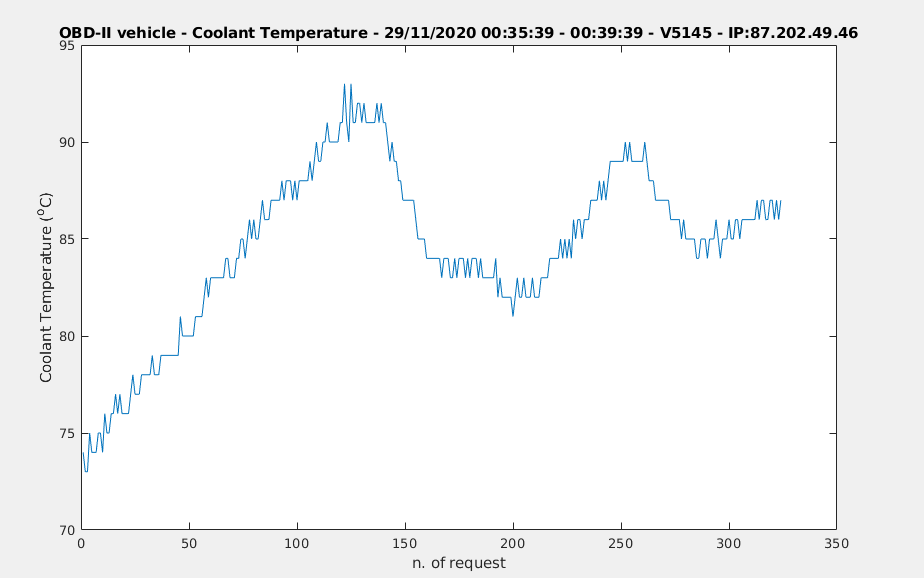 OBD-II vehicle - Coolant Temperature - 29/11/2020 00:35:39 - 00:39:39 - V5145 - IP:87.202.49.46
95
90
85
80
75
70
Coolant Temperature (°C)
0 50 100 150 200 250 300 350
n. of request